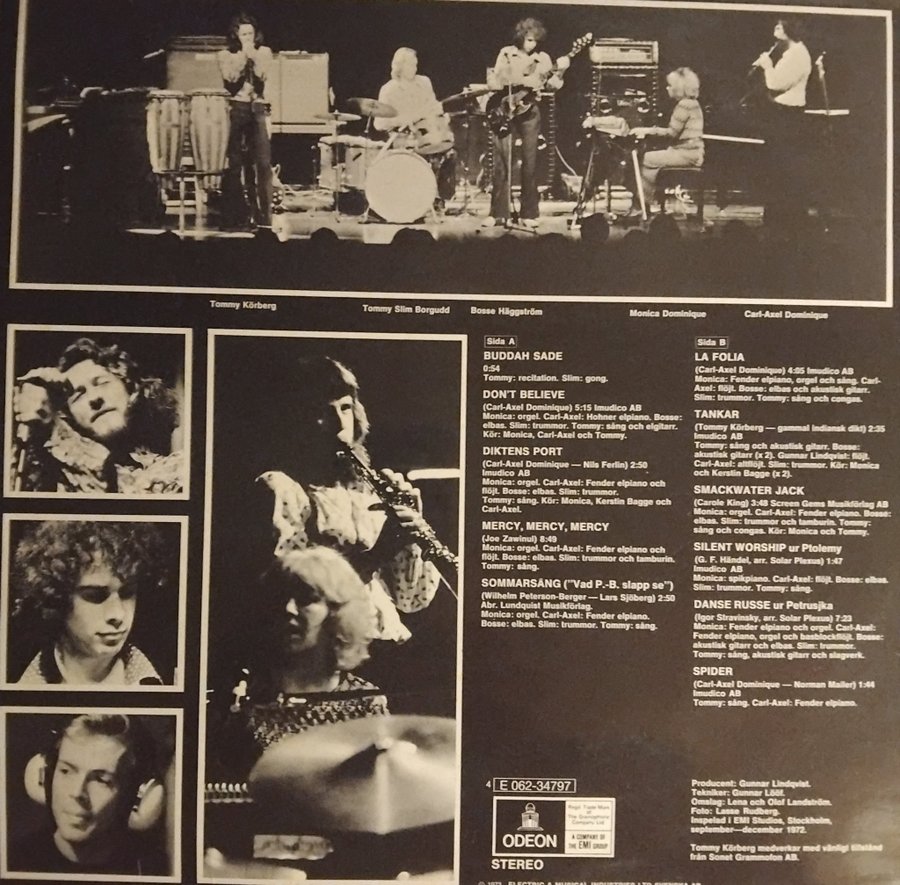 Tommy Körberg
Tommy Slim Borgudd
Bosse Häggström
Monica Dominique
Carl-Axel Dominique
Sida A
BUDDAH SADE
0:54
Tommy: recitation. Slim: gong.
DON'T BELIEVE
(Carl-Axel Dominique) 5:15 Imudico AB
Monica: orgel. Carl-Axel: Hohner elpiano. Bosse:
elbas. Slim: trummor. Tommy: sång och elgitarr.
Kör: Monica, Carl-Axel och Tommy.
DIKTENS PORT
(Carl-Axel Dominique — Nils Ferlin) 2:50
Imudico AB
Monica: orgel. Carl-Axel: Fender elpiano och
flöjt. Bosse: elbas. Slim: trummor.
Tommy: sång. Kör: Monica, Kerstin Bagge och
Carl-Axel.
MERCY, MERCY, MERCY
(Joe Zawinul) 8:49
Monica: orgel. Carl-Axel: Fender elpiano och
flöjt. Bosse: elbas. Slim: trummor och tamburin.
Tommy: sång.
SOMMARSÅNG ("Vad P.-B. slapp se")
(Wilhelm Peterson-Berger — Lars Sjöberg) 2:50
Abr. Lundquist Musikförlag.
Monica: orgel. Carl-Axel: Fender elpiano.
Bosse: elbas. Slim: trummor. Tommy: sång.
Sida B
LA FOLIA
(Carl-Axel Dominique) 4:05 Imudico AB
Monica: Fender elpiano, orgel och sång. Carl-
Axel: flöjt. Bosse: elbas och akustisk gitarr.
Slim: trummor. Tommy: sång och congas.
TANKAR
(Tommy Körberg — gammal indiansk dikt) 2:35
Imudico AB
Tommy: sång och akustisk gitarr. Bosse:
akustisk gitarr (x 2). Gunnar Lindqvist: flöjt.
Carl-Axel: altflöjt. Slim: trummor. Kör: Monica
och Kerstin Bagge (x 2).
SMACKWATER JACK
(Carole King) 3:48 Screen Gems Musikförlag AB
Monica: orgel. Carl-Axel: Fender elpiano. Bosse:
elbas. Slim: trummor och tamburin. Tommy:
sång och congas. Kör: Monica och Tommy.
SILENT WORSHIP ur Ptolemy
(G. F. Händel, arr. Solar Plexus) 1:47
Imudico AB
Monica: spikpiano. Carl-Axel: flöjt. Bosse: elbas.
Slim: trummor. Tommy: sång.
DANSE RUSSE ur Petrusjka
(Igor Stravinsky, arr. Solar Plexus) 7:23
Monica: Fender elpiano och orgel. Carl-Axel:
Fender elpiano, orgel och basblockflöjt. Bosse:
akustisk gitarr och elbas. Slim: trummor.
Tommy: sång, akustisk gitarr och slagverk.
SPIDER
(Carl-Axel Dominique — Norman Mailer) 1:44
Imudico AB
Tommy: sång. Carl-Axel: Fender elpiano.
4 E 062-34797
ODEON
Regd. Trade Mark
of The Gramophone
Company Ltd
A COMPANY OF
THE EMI GROUP
STEREO
Producent: Gunnar Lindqvist.
Tekniker: Gunnar Lööf.
Omslag: Lena och Olof Landström.
Foto: Lasse Rudberg.
Inspelad i EMI Studios, Stockholm,
september—december 1972.
Tommy Körberg medverkar med vänligt tillstånd
från Sonet Grammofon AB.